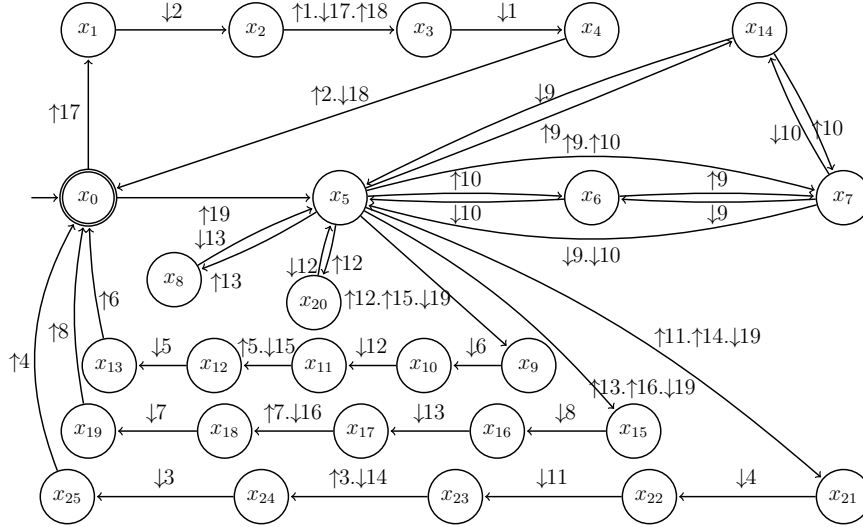 x1 ↓2 x2 ↑1.↓17.↑18 x3 ↓1 x4 x14
↑17 ↑2.↓18 ↓9 ↑9 ↓10 ↑10
↑9.↑10
x0 ↑19 x5 ↑10 ↓10 x6 ↑9 ↓9 x7
↓13 ↓9.↓10
x8 ↑13 ↓12 ↑12
x20 ↑12.↑15.↓19
↑6 ↑11.↑14.↓19
x13 ↓5 x12 ↑5.↓15 x11 ↓12 x10 ↓6 x9
↑8 ↑4 ↑13.↑16.↓19
x19 ↓7 x18 ↑7.↓16 x17 ↓13 x16 ↓8 x15
x25 ↓3 x24 ↑3.↓14 x23 ↓11 x22 ↓4 x21